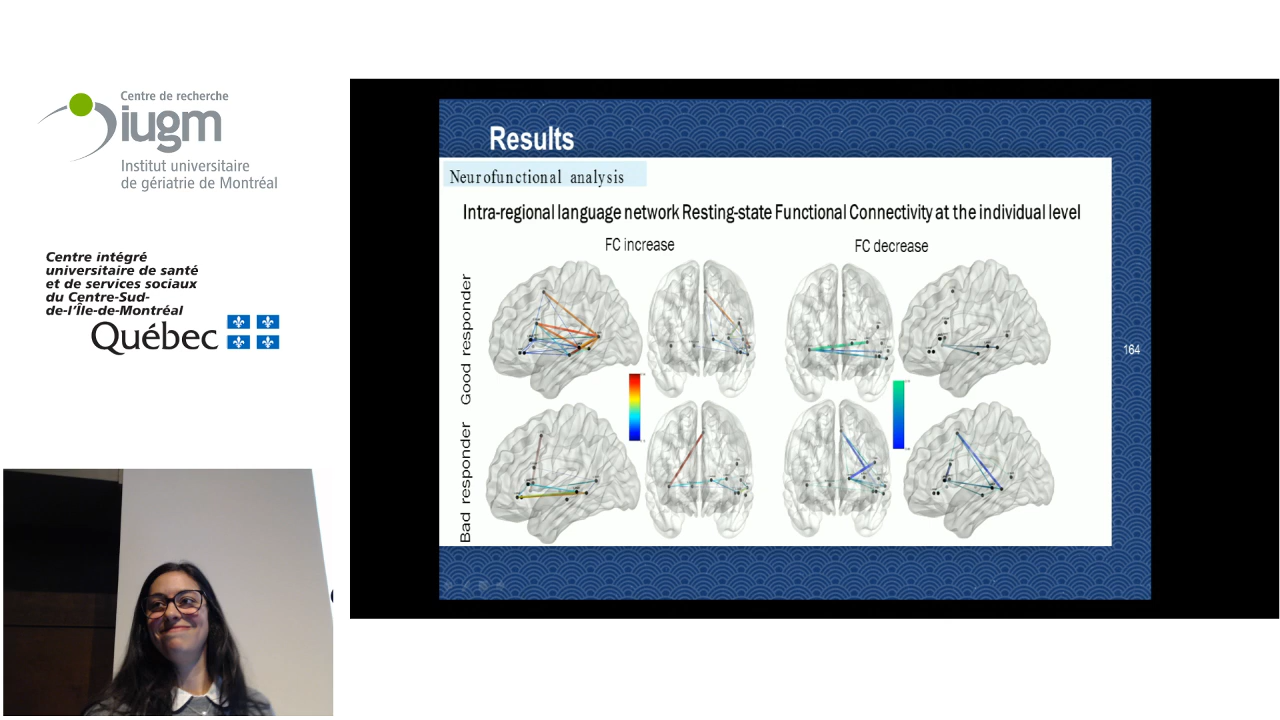 Centre de recherche
iugm
Institut universitaire
de gériatrie de Montréal
Centre intégré
universitaire de santé
et de services sociaux
du Centre-Sud-
de-l'Île-de-Montréal
Québec
Results
Neurofunctional analysis
Intra-regional language network Resting-state Functional Connectivity at the individual level
FC increase
FC decrease
Good responder
Bad responder
164